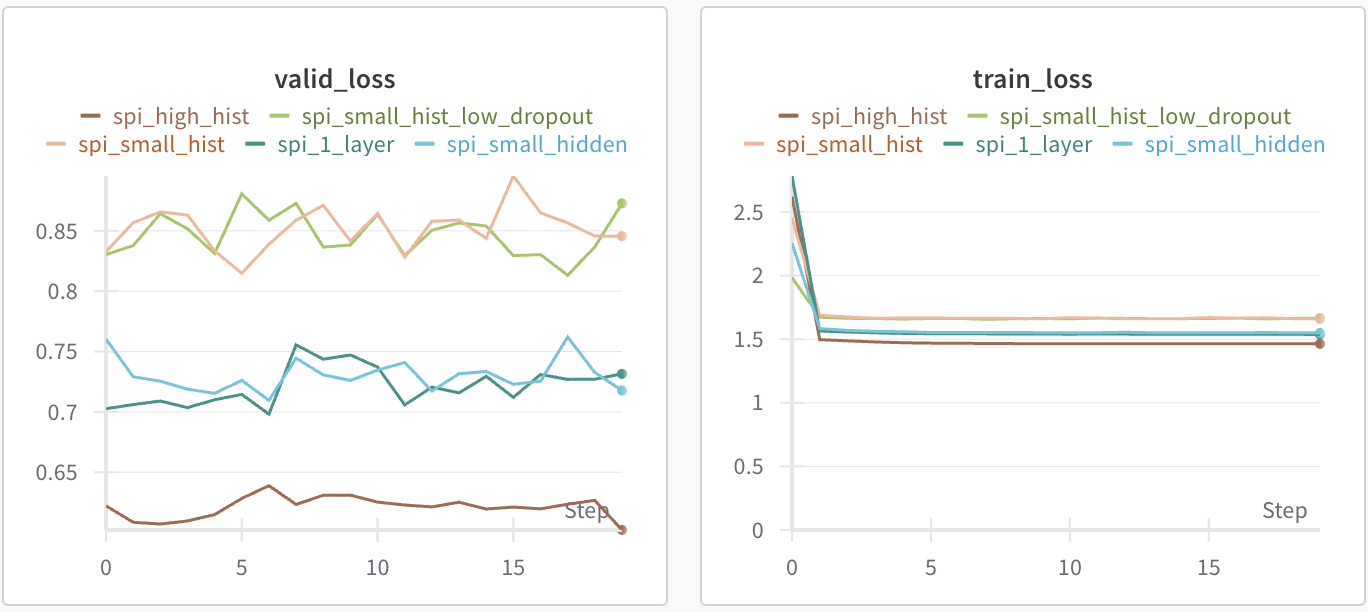 valid_loss
spi_high_hist spi_small_hist_low_dropout
spi_small_hist spi_1_layer spi_small_hidden
0.85
0.8
0.75
0.7
0.65
Step
0 5 10 15
train_loss
spi_high_hist spi_small_hist_low_dropout
spi_small_hist spi_1_layer spi_small_hidden
2.5
2
1.5
1
0.5
0
Step
0 5 10 15